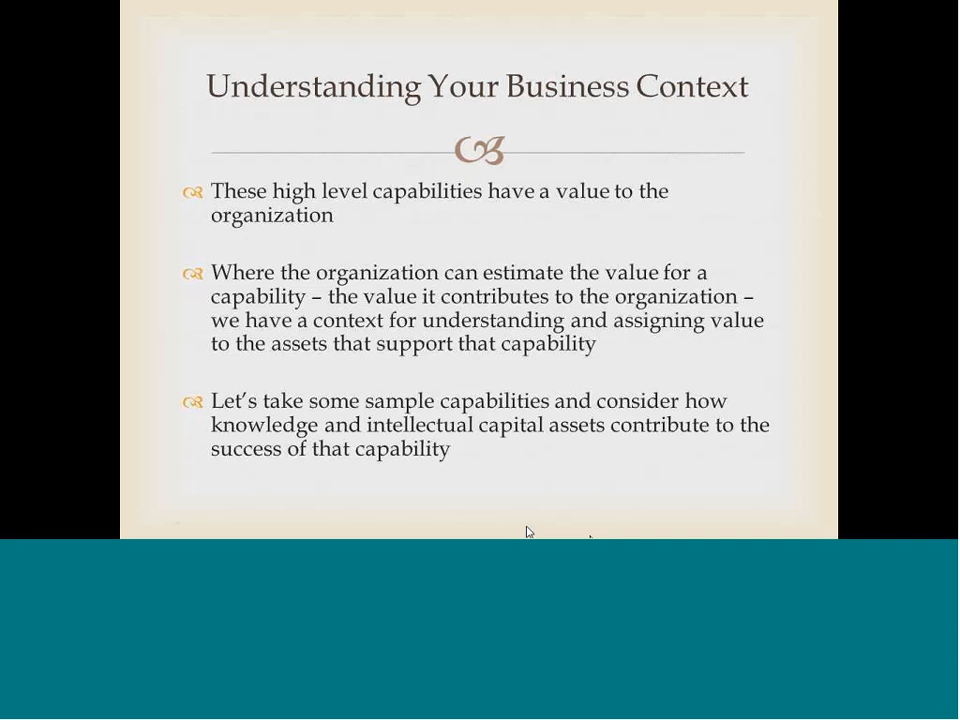 Understanding Your Business Context
These high level capabilities have a value to the
organization
Where the organization can estimate the value for a
capability – the value it contributes to the organization –
we have a context for understanding and assigning value
to the assets that support that capability
Let’s take some sample capabilities and consider how
knowledge and intellectual capital assets contribute to the
success of that capability